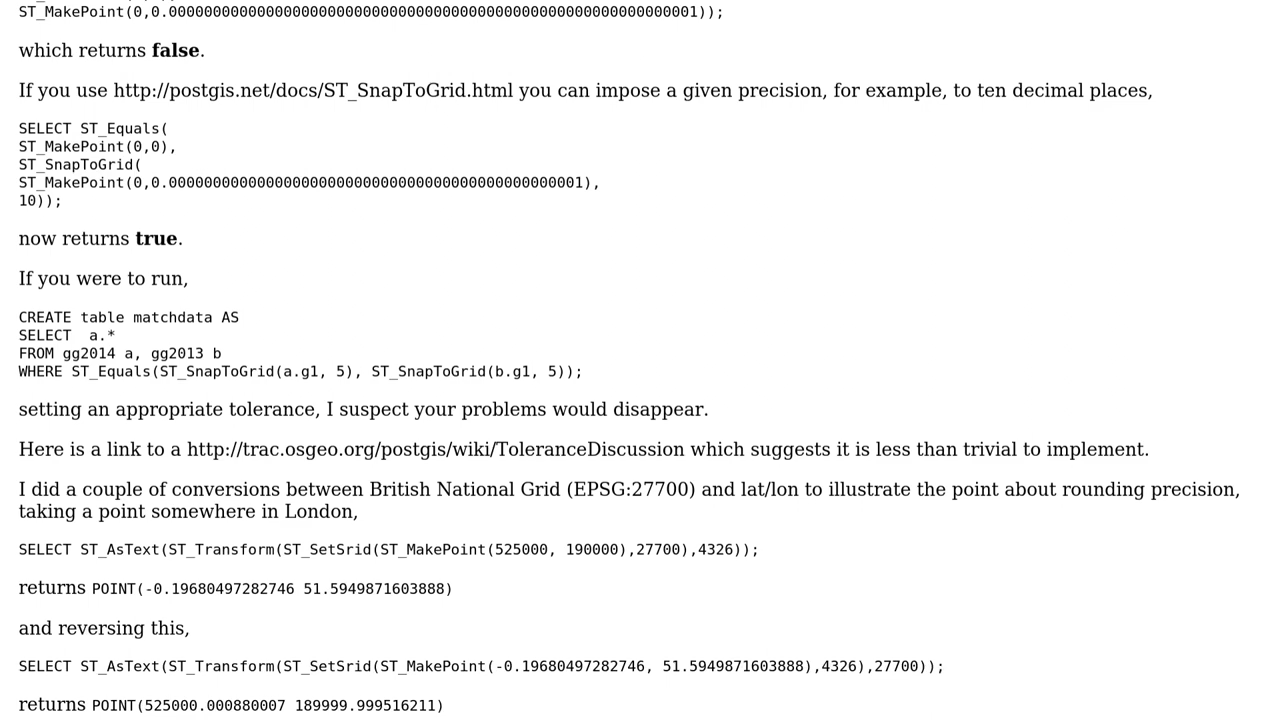 ST_MakePoint(0,0.000000000000000000000000000000000000000000000000000000000001));
which returns false.
If you use http://postgis.net/docs/ST_SnapToGrid.html you can impose a given precision, for example, to ten decimal places,
SELECT ST_Equals(
ST_MakePoint(0,0),
ST_SnapToGrid(
ST_MakePoint(0,0.00000000000000000000000000000000000000000000001),
10));
now returns true.
If you were to run,
CREATE table matchdata AS
SELECT  a.*
FROM gg2014 a, gg2013 b
WHERE ST_Equals(ST_SnapToGrid(a.g1, 5), ST_SnapToGrid(b.g1, 5));
setting an appropriate tolerance, I suspect your problems would disappear.
Here is a link to a http://trac.osgeo.org/postgis/wiki/ToleranceDiscussion which suggests it is less than trivial to implement.
I did a couple of conversions between British National Grid (EPSG:27700) and lat/lon to illustrate the point about rounding precision,
taking a point somewhere in London,
SELECT ST_AsText(ST_Transform(ST_SetSrid(ST_MakePoint(525000, 190000),27700),4326));
returns POINT(-0.19680497282746 51.5949871603888)
and reversing this,
SELECT ST_AsText(ST_Transform(ST_SetSrid(ST_MakePoint(-0.19680497282746, 51.5949871603888),4326),27700));
returns POINT(525000.000880007 189999.999516211)